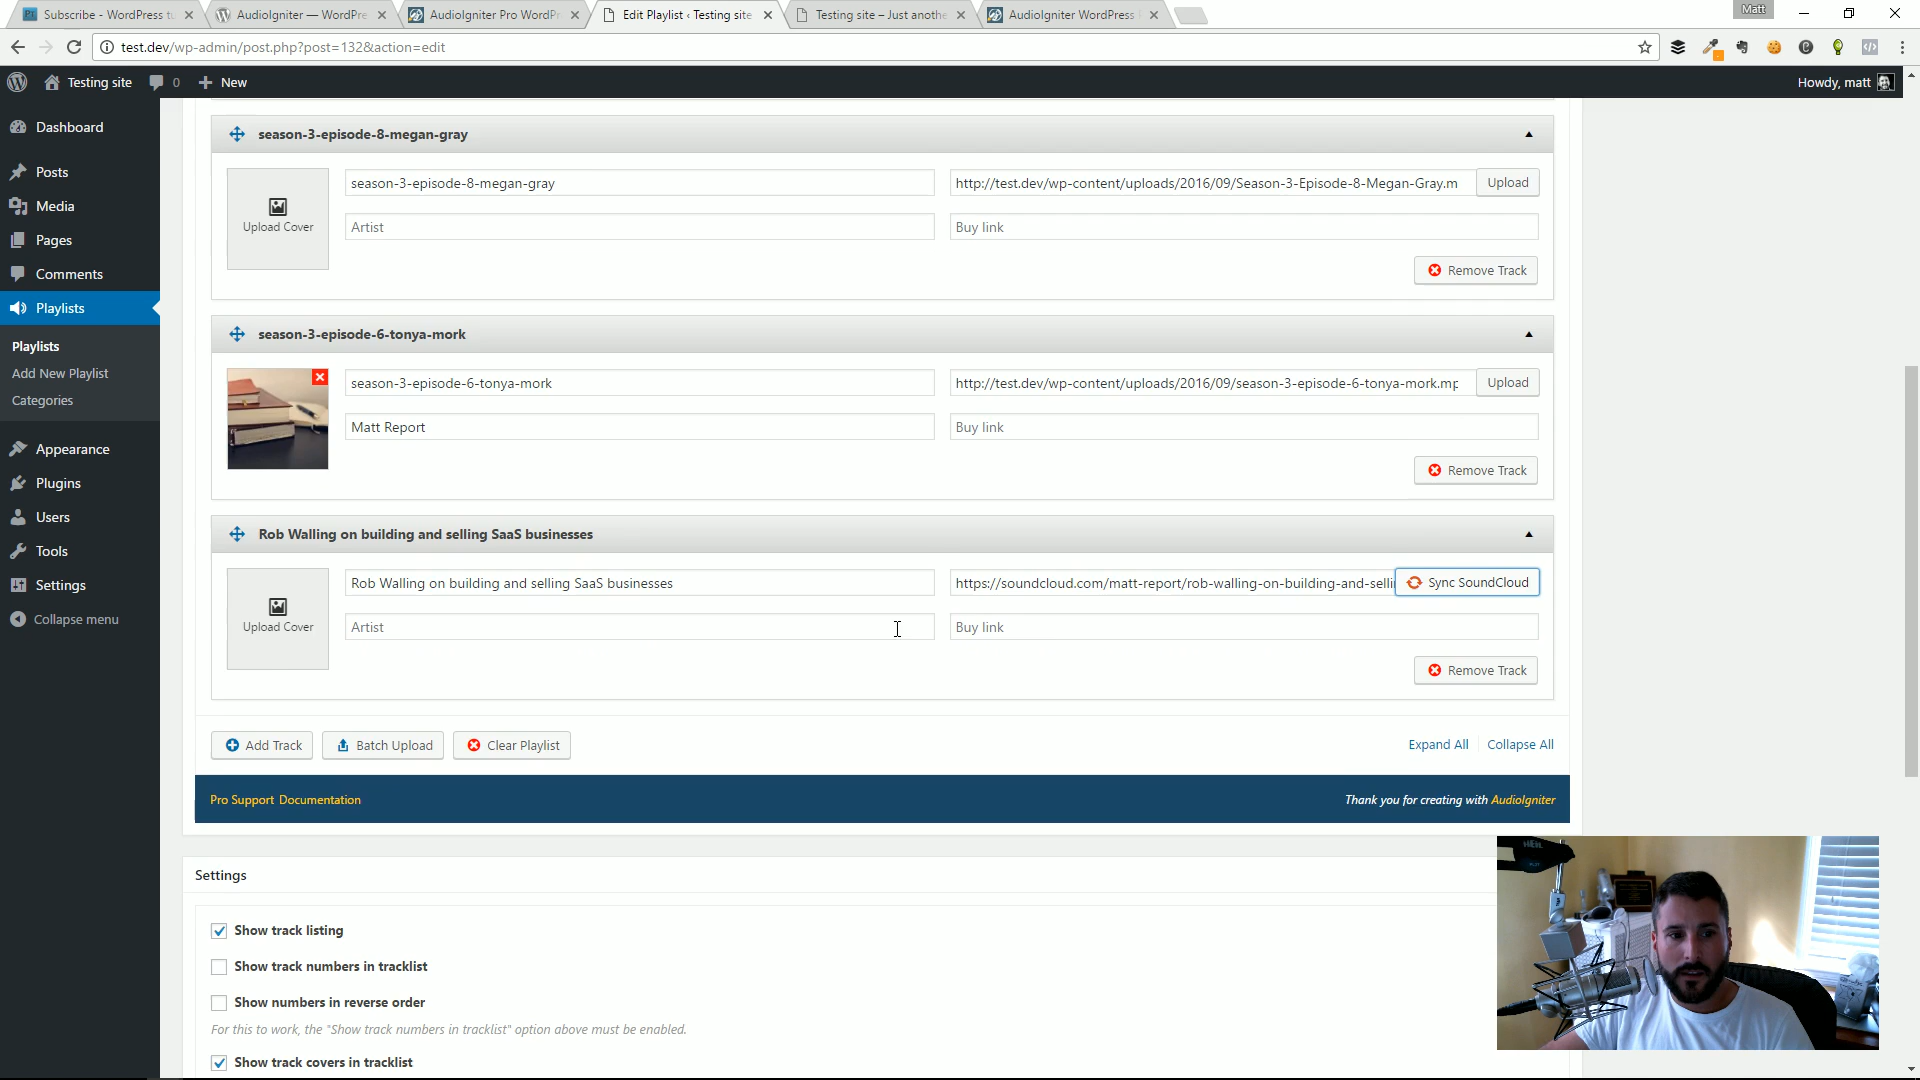 Subscribe - WordPress tu
AudioIgniter — WordPre
AudioIgniter Pro WordP
Edit Playlist ‹ Testing site
Testing site – Just anothe
AudioIgniter WordPress
Matt
test.dev/wp-admin/post.php?post=132&action=edit
Testing site
0
New
Howdy, matt
Dashboard
Posts
Media
Pages
Comments
Playlists
Playlists
Add New Playlist
Categories
Appearance
Plugins
Users
Tools
Settings
Collapse menu
season-3-episode-8-megan-gray
Upload Cover
season-3-episode-8-megan-gray
http://test.dev/wp-content/uploads/2016/09/Season-3-Episode-8-Megan-Gray.m
Upload
Artist
Buy link
Remove Track
season-3-episode-6-tonya-mork
season-3-episode-6-tonya-mork
http://test.dev/wp-content/uploads/2016/09/season-3-episode-6-tonya-mork.mp
Upload
Matt Report
Buy link
Remove Track
Rob Walling on building and selling SaaS businesses
Upload Cover
Rob Walling on building and selling SaaS businesses
https://soundcloud.com/matt-report/rob-walling-on-building-and-selli
Sync SoundCloud
Artist
Buy link
Remove Track
Add Track
Batch Upload
Clear Playlist
Expand All
Collapse All
Pro Support Documentation
Thank you for creating with AudioIgniter
Settings
Show track listing
Show track numbers in tracklist
Show numbers in reverse order
For this to work, the "Show track numbers in tracklist" option above must be enabled.
Show track covers in tracklist